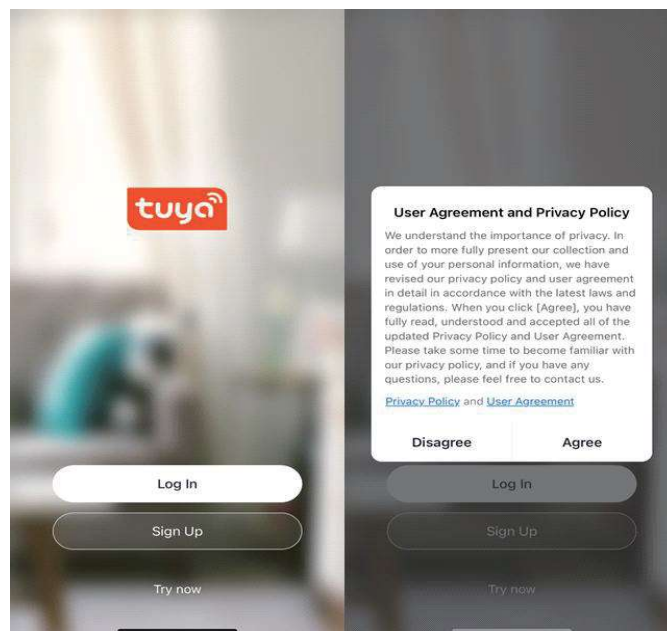 tuya
Log In
Sign Up
Try now
User Agreement and Privacy Policy
We understand the importance of privacy. In
order to more fully present our collection and
use of your personal information, we have
revised our privacy policy and user agreement
in detail in accordance with the latest laws and
regulations. When you click [Agree], you have
fully read, understood and accepted all of the
updated Privacy Policy and User Agreement.
Please take some time to become familiar with
our privacy policy, and if you have any
questions, please feel free to contact us.
Privacy Policy and User Agreement
Disagree Agree
Log In
Sign Up
Try now